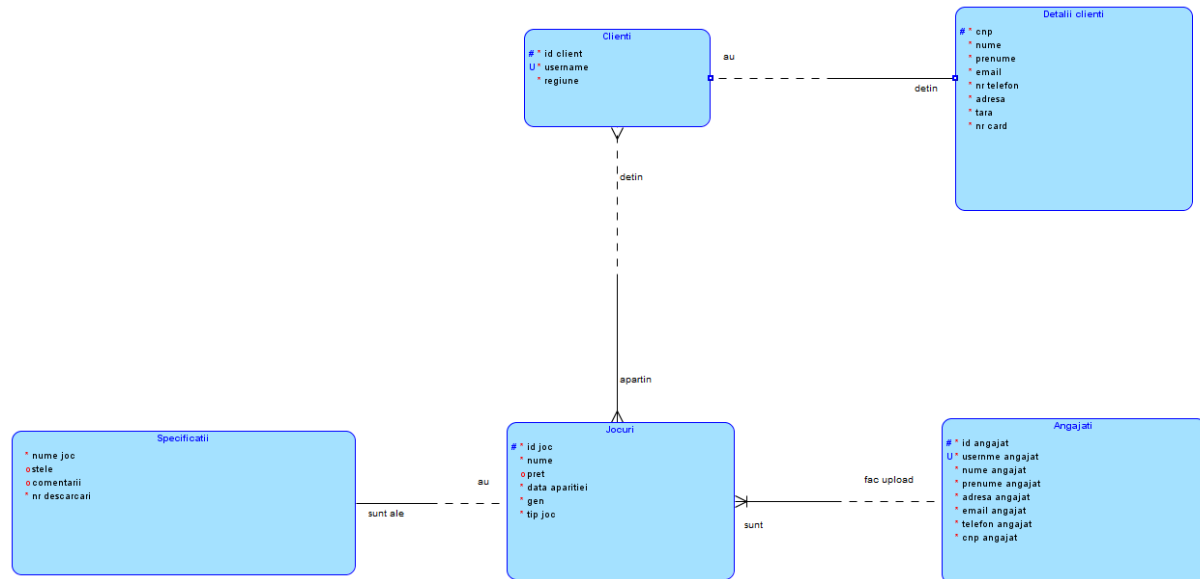 Detalii clienti
# * cnp
* nume
* prenume
* email
* nr telefon
* adresa
* tara
* nr card
Clienti
# * id client
U * username
* regiune
au
detin
detin
apartin
Specificatii
* nume joc
o stele
o comentarii
* nr descarcari
au
sunt ale
Jocuri
# * id joc
* nume
o pret
* data aparitiei
* gen
* tip joc
fac upload
sunt
Angajati
# * id angajat
U * usernme angajat
* nume angajat
* prenume angajat
* adresa angajat
* email angajat
* telefon angajat
* cnp angajat